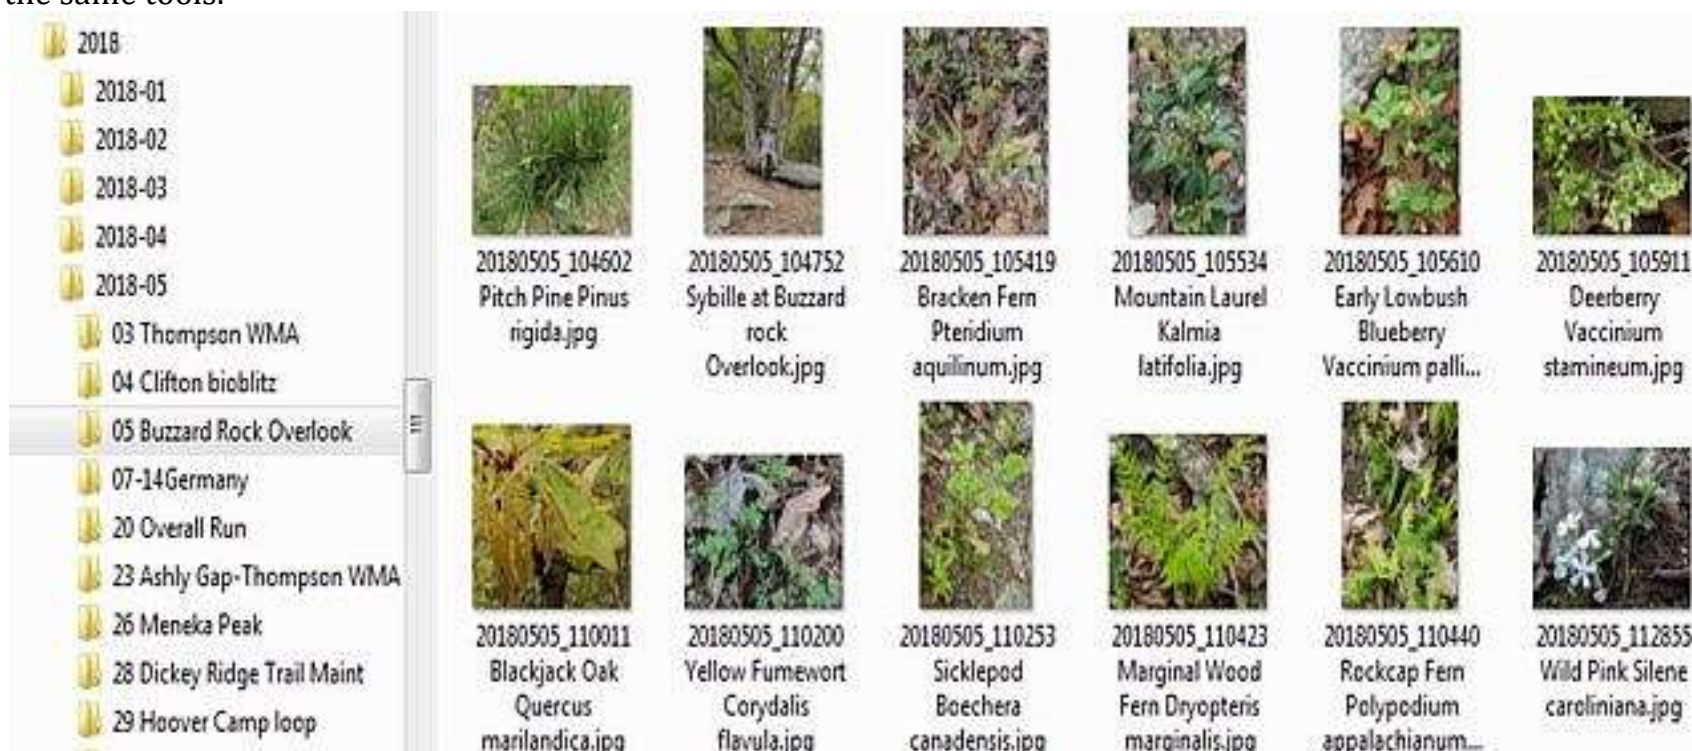 the same tools.
2018
2018-01
2018-02
2018-03
2018-04
2018-05
03 Thompson WMA
04 Clifton bioblitz
05 Buzzard Rock Overlook
07-14Germany
20 Overall Run
23 Ashly Gap-Thompson WMA
26 Meneka Peak
28 Dickey Ridge Trail Maint
29 Hoover Camp loop
20180505_104602
Pitch Pine Pinus
rigida.jpg
20180505_104752
Sybille at Buzzard
rock
Overlook.jpg
20180505_105419
Bracken Fern
Pteridium
aquilinum.jpg
20180505_105534
Mountain Laurel
Kalmia
latifolia.jpg
20180505_105610
Early Lowbush
Blueberry
Vaccinium palli...
20180505_105911
Deerberry
Vaccinium
stamineum.jpg
20180505_110011
Blackjack Oak
Quercus
marilandica.jpg
20180505_110200
Yellow Fumewort
Corydalis
flavula.jpg
20180505_110253
Sicklepod
Boechera
canadensis.jpg
20180505_110423
Marginal Wood
Fern Dryopteris
marginalis.jpg
20180505_110440
Rockcap Fern
Polypodium
appalachianum...
20180505_112855
Wild Pink Silene
caroliniana.jpg